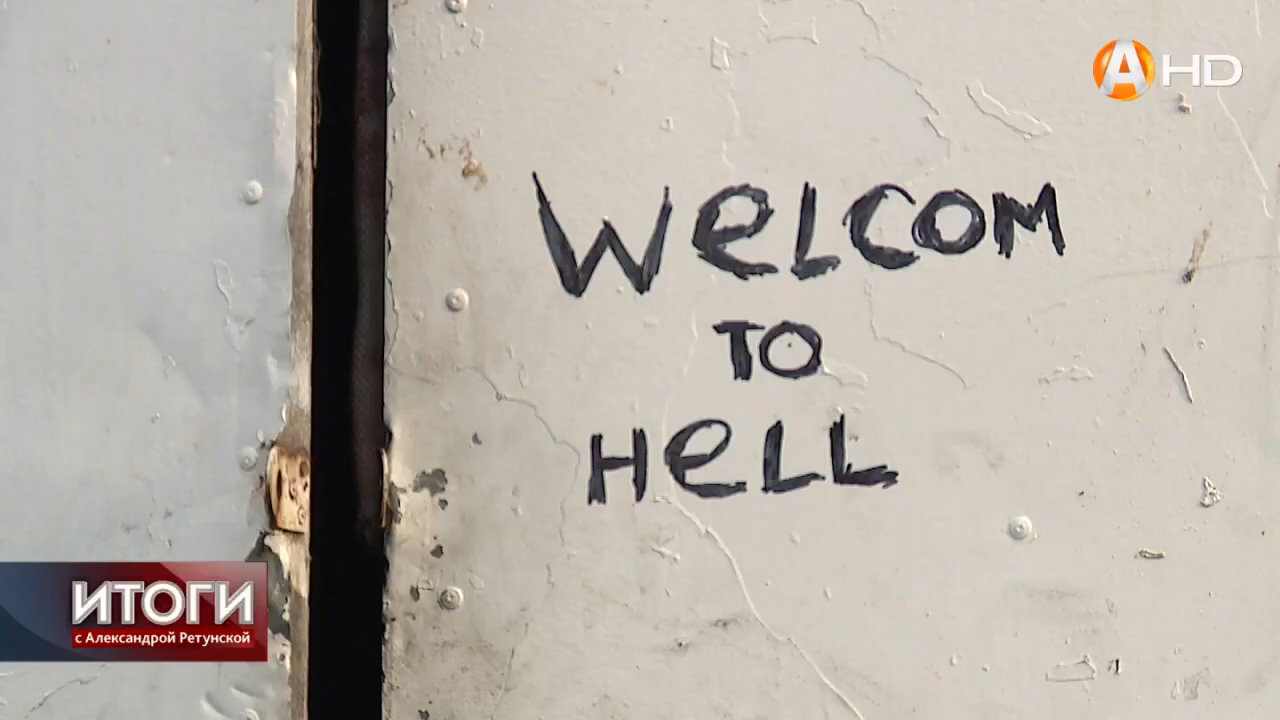 A HD
WeLCOM
TO
HeLL
ИТОГИ
с Александрой Ретунской